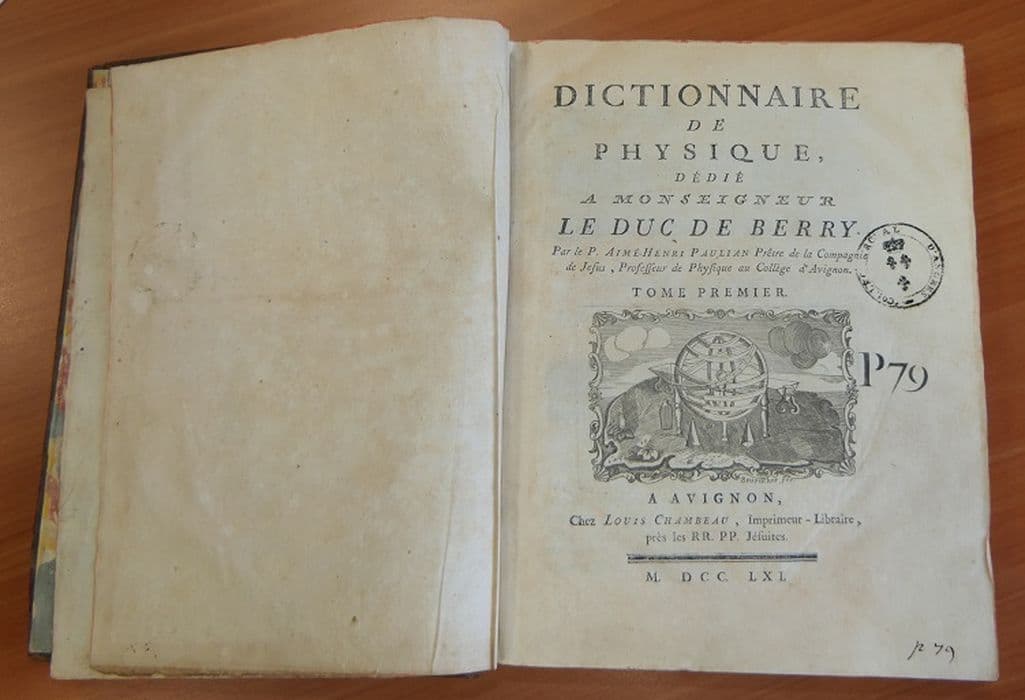 DICTIONNAIRE
DE
PHYSIQUE,
DÉDIÉ
A MONSEIGNEUR
LE DUC DE BERRY.
Par le P. AIMÉ-HENRI PAULIAN Prêtre de la Compagnie
de Jesus, Professeur de Physique au Collége d'Avignon.
TOME PREMIER.
P79
A AVIGNON,
Chez LOUIS CHAMBEAU, Imprimeur-Libraire,
près les RR. PP. Jésuites.
M. DCC. LXI.
p 79